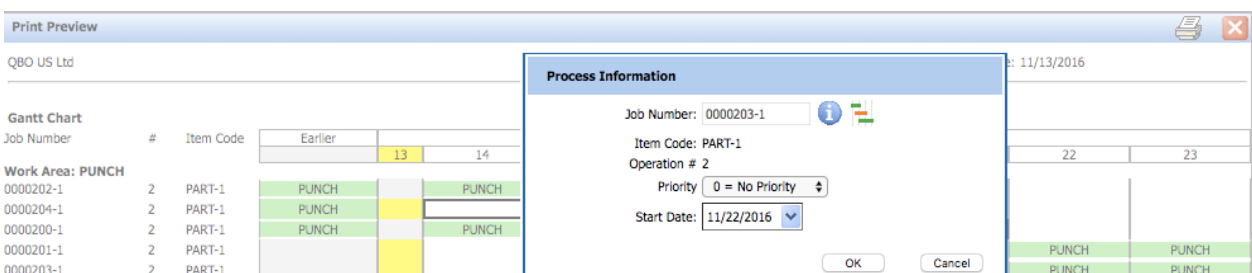 Print Preview
QBO US Ltd
: 11/13/2016
Gantt Chart
Job Number # Item Code Earlier
13 14 22 23
Work Area: PUNCH
0000202-1 2 PART-1 PUNCH PUNCH
0000204-1 2 PART-1 PUNCH
0000200-1 2 PART-1 PUNCH PUNCH
0000201-1 2 PART-1 PUNCH PUNCH
0000203-1 2 PART-1 PUNCH PUNCH
Process Information
Job Number: 0000203-1
Item Code: PART-1
Operation # 2
Priority 0 = No Priority
Start Date: 11/22/2016
OK Cancel